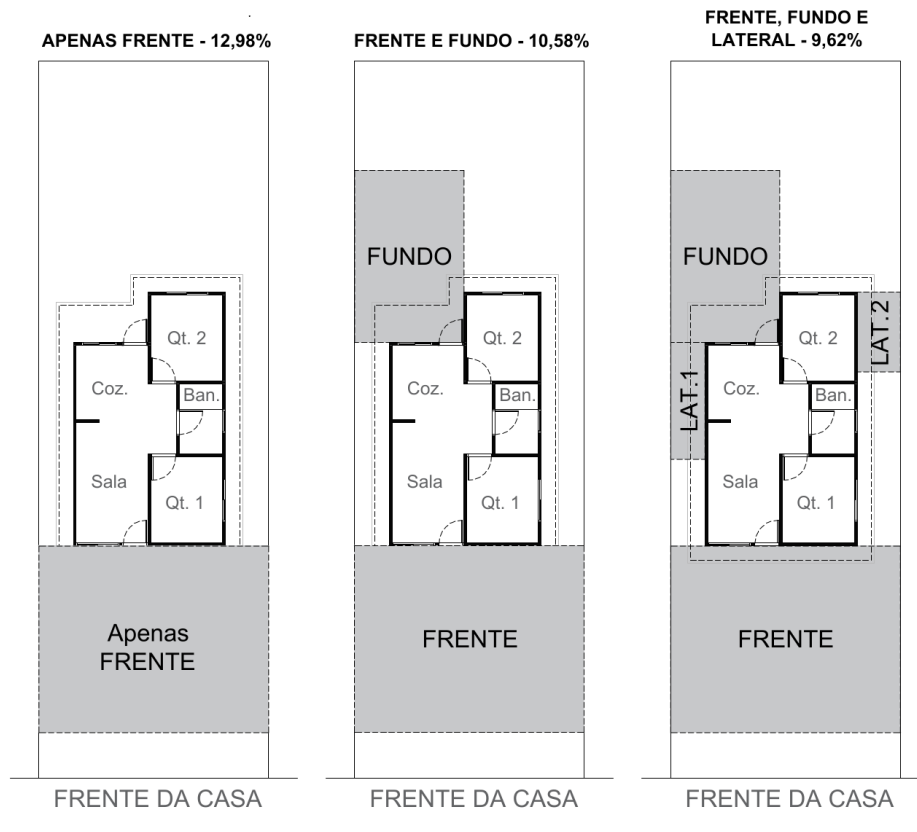 APENAS FRENTE - 12,98%
Qt. 2
Coz.
Ban.
Sala
Qt. 1
Apenas
FRENTE
FRENTE DA CASA
FRENTE E FUNDO - 10,58%
FUNDO
Qt. 2
Coz.
Ban.
Sala
Qt. 1
FRENTE
FRENTE DA CASA
FRENTE, FUNDO E
LATERAL - 9,62%
FUNDO
LAT.2
Qt. 2
LAT.1
Coz.
Ban.
Sala
Qt. 1
FRENTE
FRENTE DA CASA